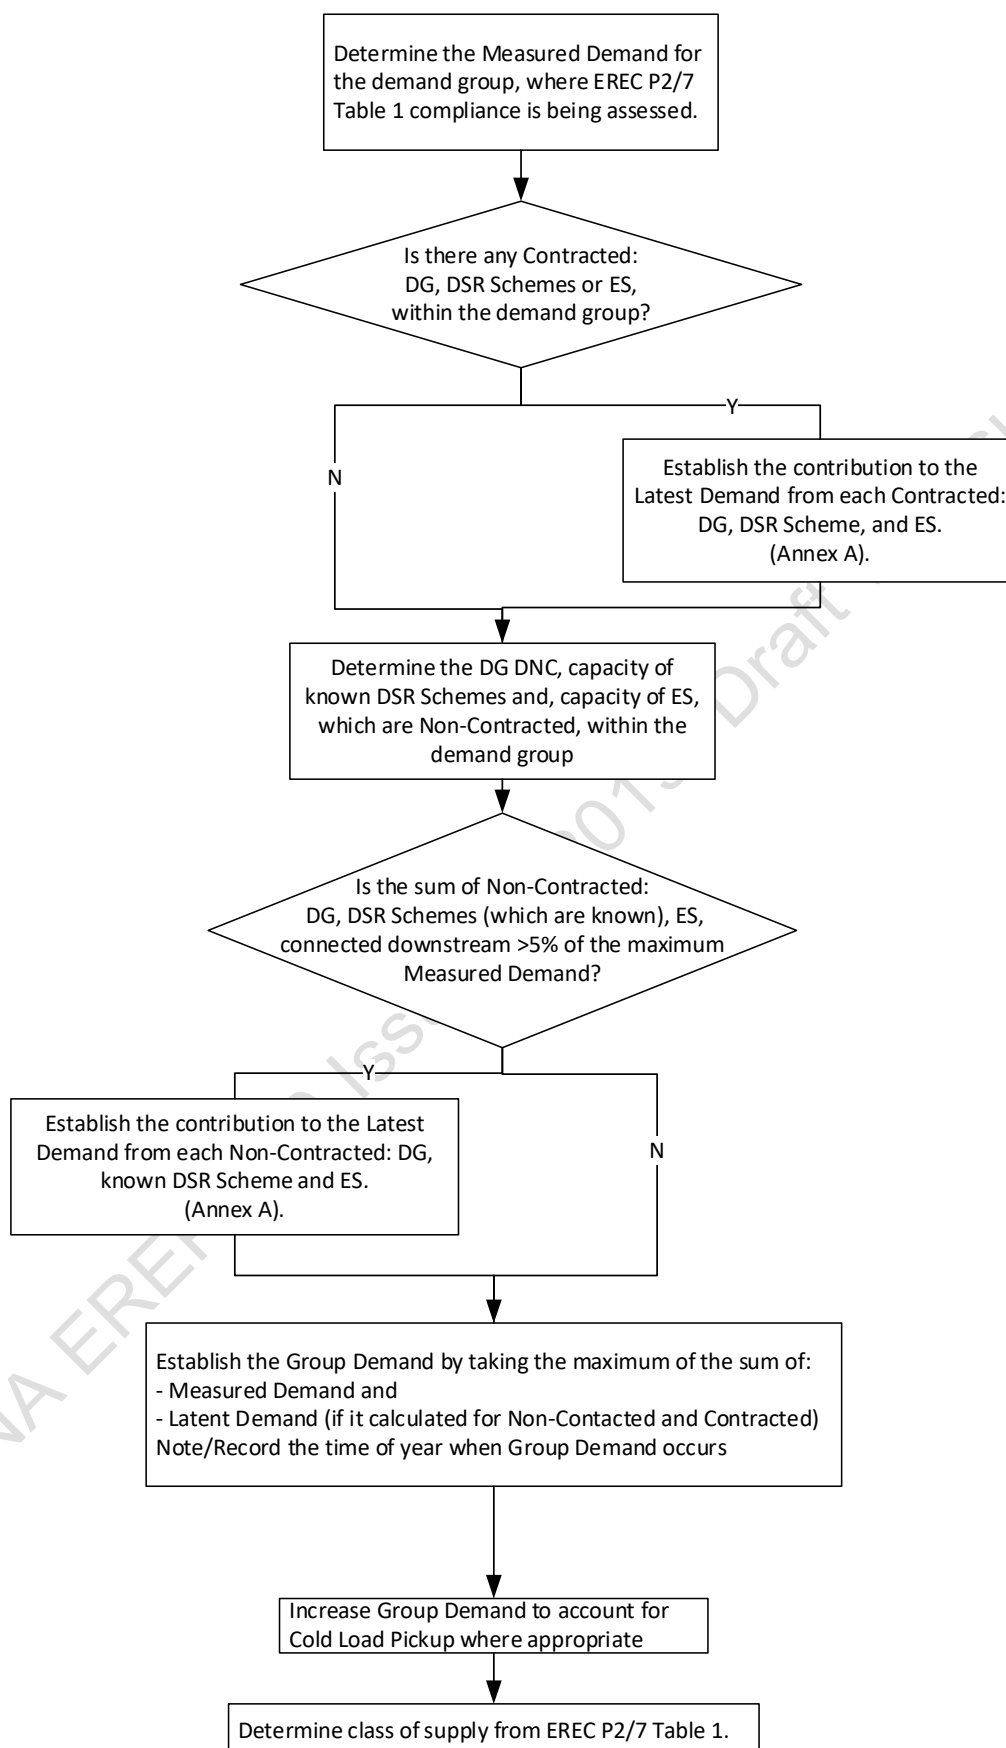 Determine the Measured Demand for
the demand group, where EREC P2/7
Table 1 compliance is being assessed.
Is there any Contracted:
DG, DSR Schemes or ES,
within the demand group?
Y
N
Establish the contribution to the
Latest Demand from each Contracted:
DG, DSR Scheme, and ES.
(Annex A).
Determine the DG DNC, capacity of
known DSR Schemes and, capacity of ES,
which are Non-Contracted, within the
demand group
Is the sum of Non-Contracted:
DG, DSR Schemes (which are known), ES,
connected downstream >5% of the maximum
Measured Demand?
Y
N
Establish the contribution to the Latest
Demand from each Non-Contracted: DG,
known DSR Scheme and ES.
(Annex A).
Establish the Group Demand by taking the maximum of the sum of:
- Measured Demand and
- Latent Demand (if it calculated for Non-Contacted and Contracted)
Note/Record the time of year when Group Demand occurs
Increase Group Demand to account for
Cold Load Pickup where appropriate
Determine class of supply from EREC P2/7 Table 1.
Draft